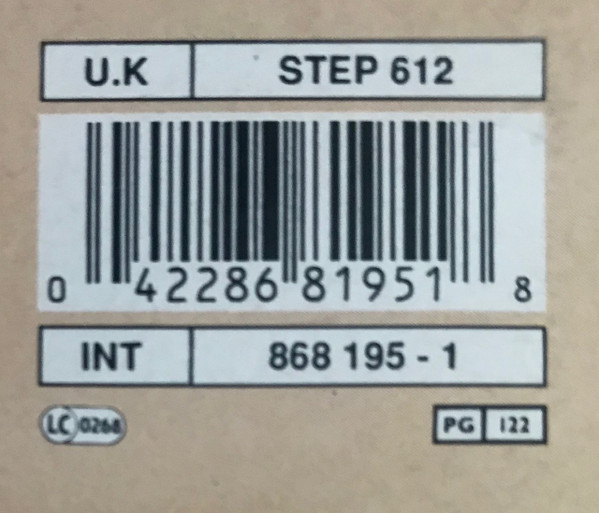 U.K STEP 612
0 42286 81951 8
INT 868 195 - 1
LC 0268 PG 122